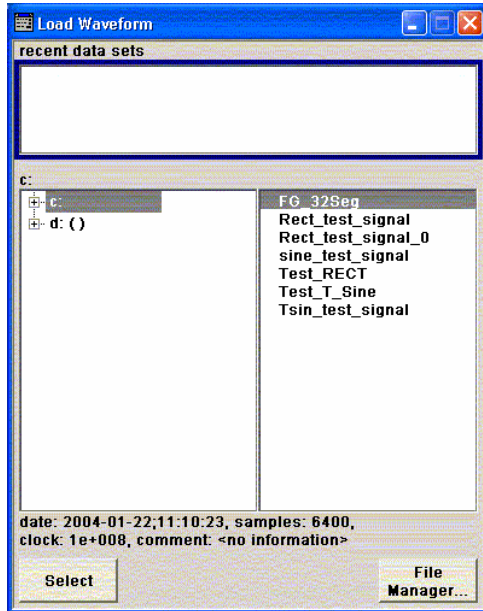 Load Waveform
recent data sets
c:
c:
d: ( )
FG_32Seg
Rect_test_signal
Rect_test_signal_0
sine_test_signal
Test_RECT
Test_T_Sine
Tsin_test_signal
date: 2004-01-22;11:10:23, samples: 6400,
clock: 1e+008, comment: <no information>
Select
File
Manager...